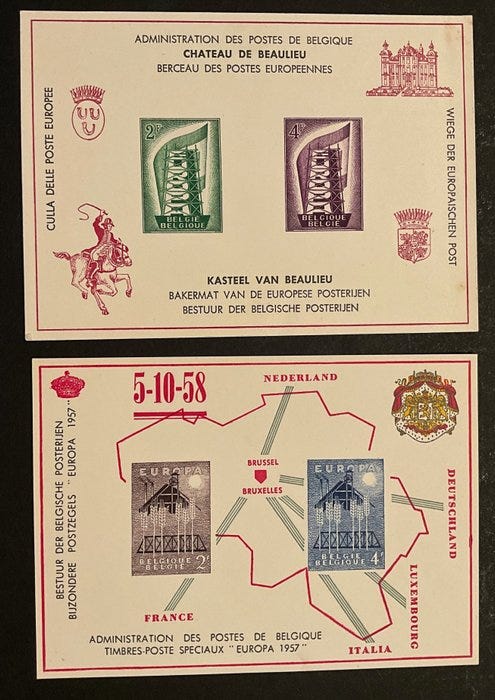 ADMINISTRATION DES POSTES DE BELGIQUE
CHATEAU DE BEAULIEU
BERCEAU DES POSTES EUROPEENNES
CULLA DELLE POSTE EUROPEE
WIEGE DER EUROPAISCHEN POST
2F
BELGIE
BELGIQUE
4F
BELGIQUE
BELGIE
KASTEEL VAN BEAULIEU
BAKERMAT VAN DE EUROPESE POSTERIJEN
BESTUUR DER BELGISCHE POSTERIJEN
5-10-58
NEDERLAND
BESTUUR DER BELGISCHE POSTERIJEN
BIJZONDERE POSTZEGELS "EUROPA 1957"
BRUSSEL
BRUXELLES
EUROPA
BELGIQUE
BELGIE 2F
EUROPA
BELGIE
BELGIQUE 4F
DEUTSCHLAND
LUXEMBOURG
FRANCE
ITALIA
ADMINISTRATION DES POSTES DE BELGIQUE
TIMBRES-POSTE SPECIAUX "EUROPA 1957"